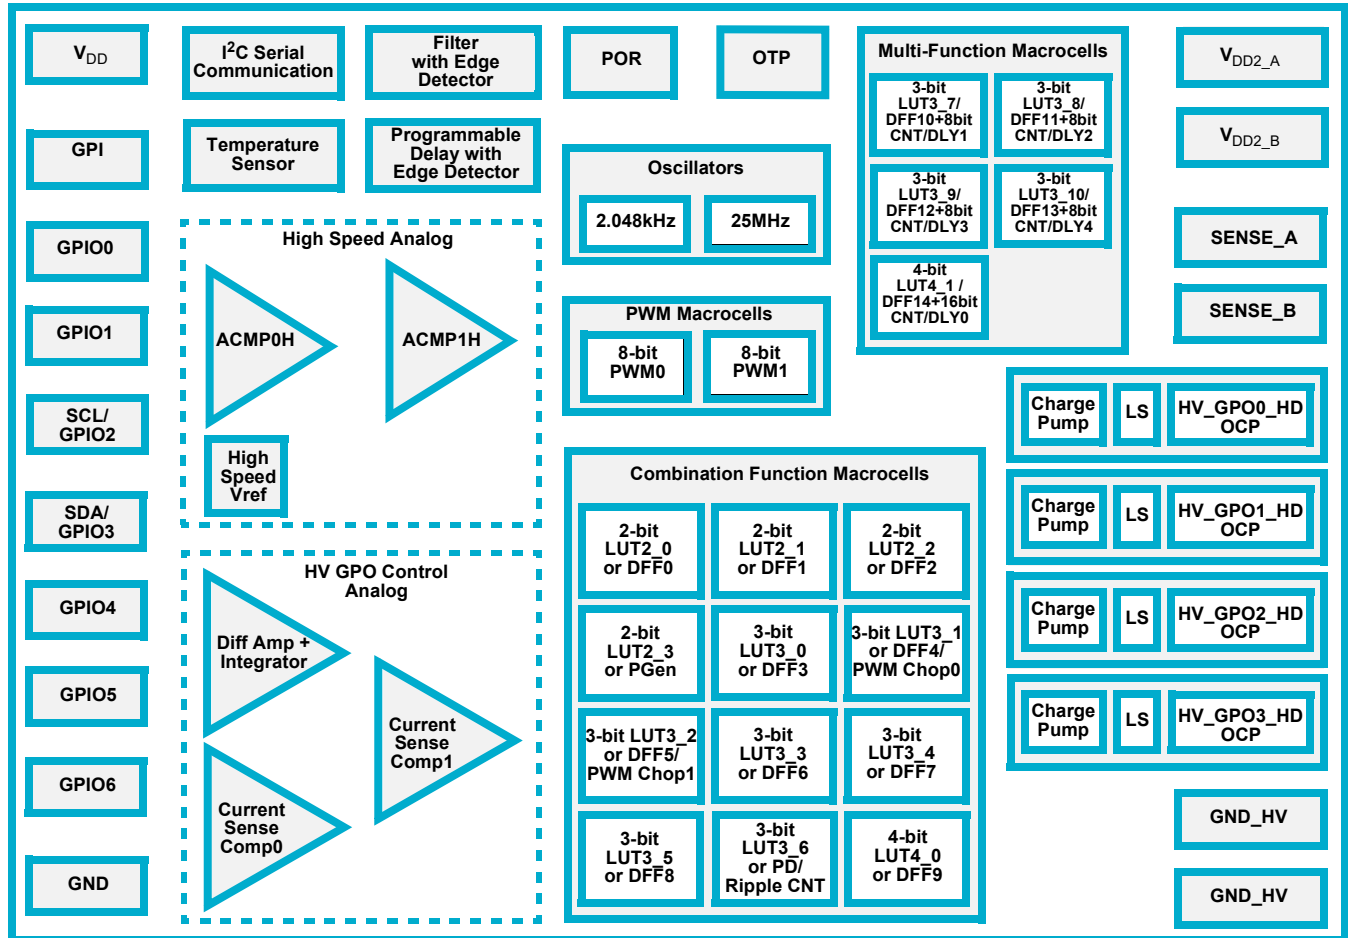 V_DD
GPI
GPIO0
GPIO1
SCL/
GPIO2
SDA/
GPIO3
GPIO4
GPIO5
GPIO6
GND
I²C Serial
Communication
Filter
with Edge
Detector
Temperature
Sensor
Programmable
Delay with
Edge Detector
High Speed Analog
ACMP0H
ACMP1H
High
Speed
Vref
HV GPO Control
Analog
Diff Amp +
Integrator
Current
Sense
Comp1
Current
Sense
Comp0
POR
OTP
Oscillators
2.048kHz
25MHz
PWM Macrocells
8-bit
PWM0
8-bit
PWM1
Combination Function Macrocells
2-bit
LUT2_0
or DFF0
2-bit
LUT2_1
or DFF1
2-bit
LUT2_2
or DFF2
2-bit
LUT2_3
or PGen
3-bit
LUT3_0
or DFF3
3-bit LUT3_1
or DFF4/
PWM Chop0
3-bit LUT3_2
or DFF5/
PWM Chop1
3-bit
LUT3_3
or DFF6
3-bit
LUT3_4
or DFF7
3-bit
LUT3_5
or DFF8
3-bit
LUT3_6
or PD/
Ripple CNT
4-bit
LUT4_0
or DFF9
Multi-Function Macrocells
3-bit
LUT3_7/
DFF10+8bit
CNT/DLY1
3-bit
LUT3_8/
DFF11+8bit
CNT/DLY2
3-bit
LUT3_9/
DFF12+8bit
CNT/DLY3
3-bit
LUT3_10/
DFF13+8bit
CNT/DLY4
4-bit
LUT4_1 /
DFF14+16bit
CNT/DLY0
V_DD2_A
V_DD2_B
SENSE_A
SENSE_B
Charge
Pump
LS
HV_GPO0_HD
OCP
Charge
Pump
LS
HV_GPO1_HD
OCP
Charge
Pump
LS
HV_GPO2_HD
OCP
Charge
Pump
LS
HV_GPO3_HD
OCP
GND_HV
GND_HV